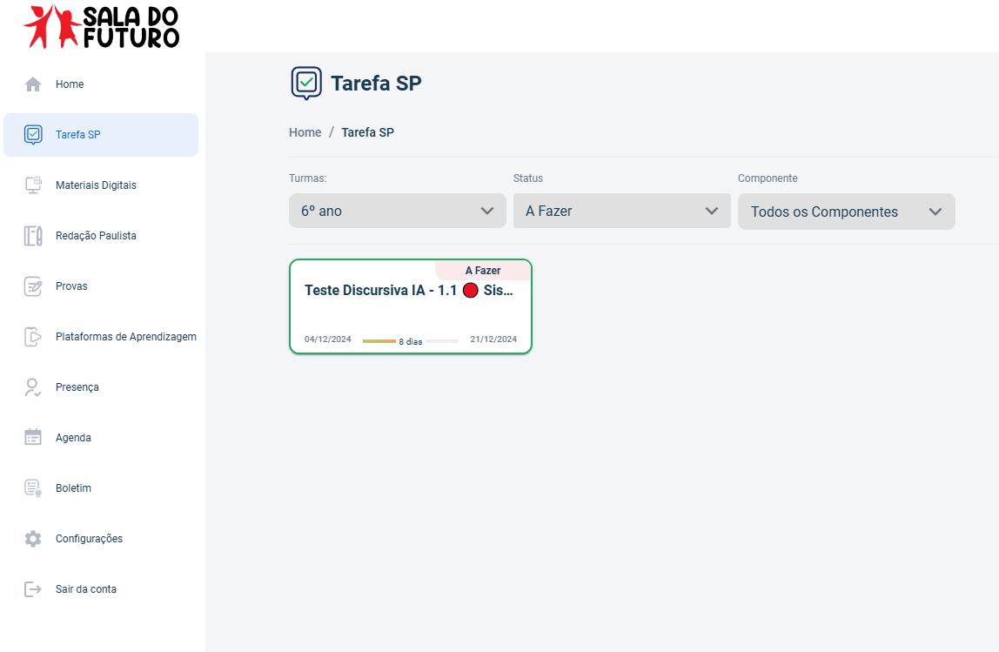 SALA DO
FUTURO
Home
Tarefa SP
Materiais Digitais
Redação Paulista
Provas
Plataformas de Aprendizagem
Presença
Agenda
Boletim
Configurações
Sair da conta
Tarefa SP
Home / Tarefa SP
Turmas: Status Componente
6º ano A Fazer Todos os Componentes
A Fazer
Teste Discursiva IA - 1.1 🔴 Sis...
04/12/2024 8 dias 21/12/2024